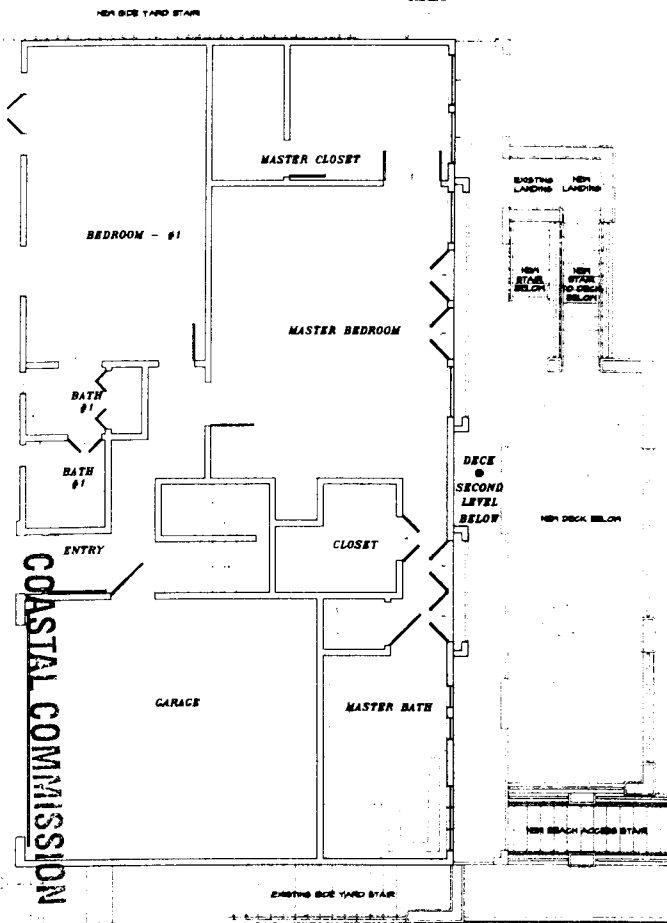 NEW SIDE YARD STAIR
MASTER CLOSET
EXISTING
LANDING
NEW
LANDING
BEDROOM - #1
NEW
STAIR
BELOW
NEW
STAIR
TO DECK
BELOW
MASTER BEDROOM
BATH
#1
BATH
#1
DECK
@
SECOND
LEVEL
BELOW
NEW DECK BELOW
ENTRY
CLOSET
COASTAL COMMISSION
GARAGE
MASTER BATH
NEW BEACH ACCESS STAIR
EXISTING SIDE YARD STAIR